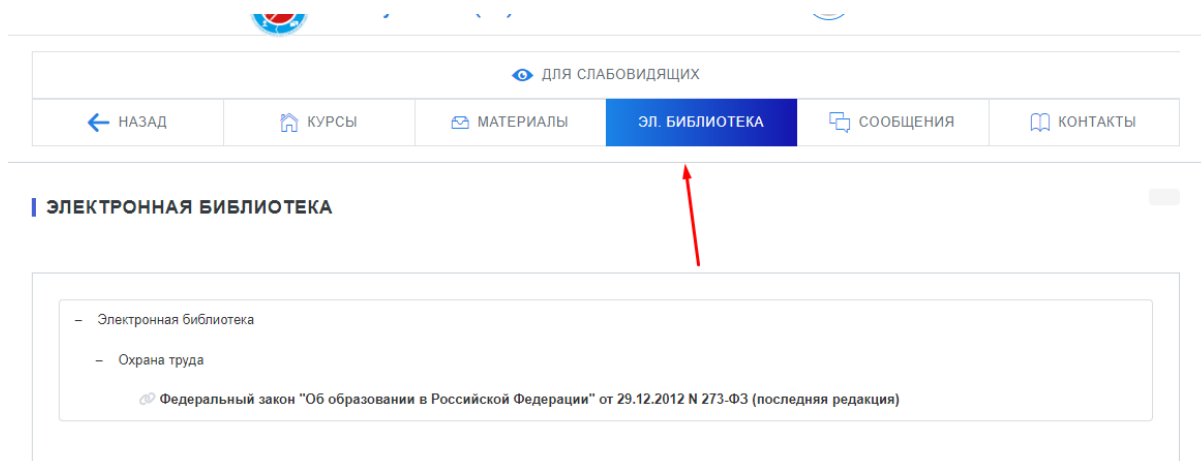 ДЛЯ СЛАБОВИДЯЩИХ
НАЗАД
КУРСЫ
МАТЕРИАЛЫ
ЭЛ. БИБЛИОТЕКА
СООБЩЕНИЯ
КОНТАКТЫ
ЭЛЕКТРОННАЯ БИБЛИОТЕКА
– Электронная библиотека
– Охрана труда
Федеральный закон "Об образовании в Российской Федерации" от 29.12.2012 N 273-ФЗ (последняя редакция)